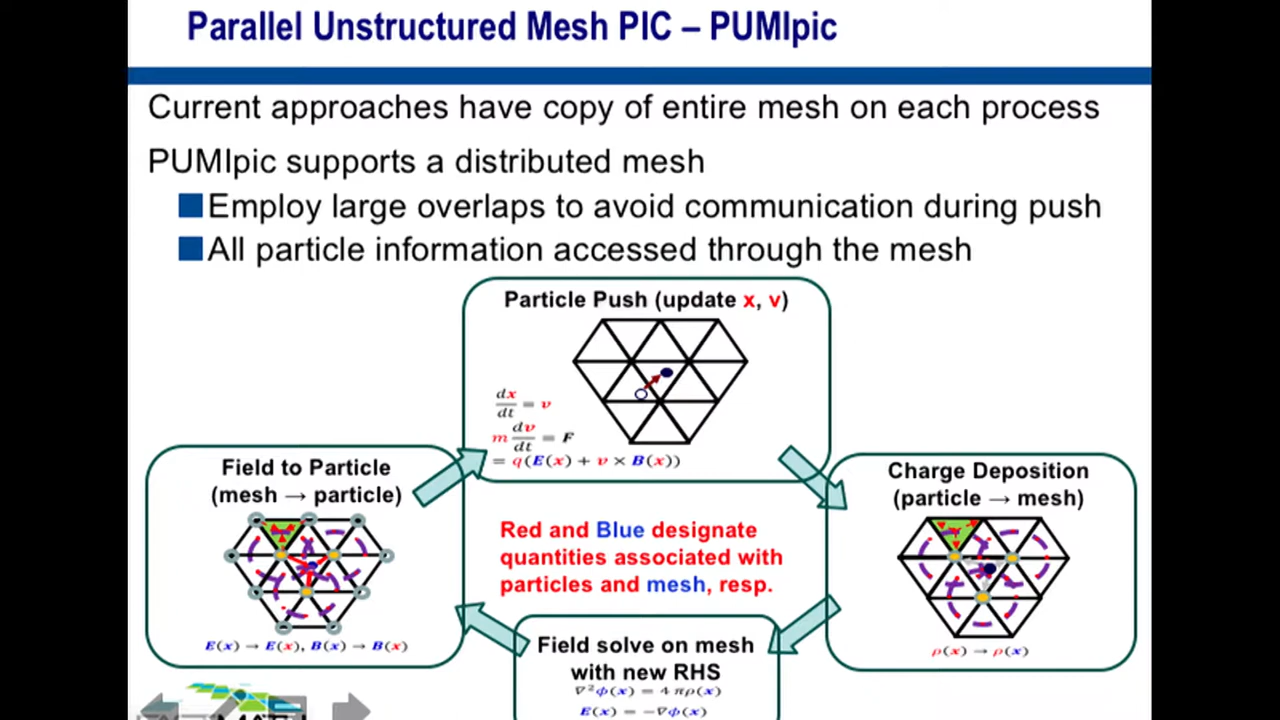 Parallel Unstructured Mesh PIC – PUMIpic
Current approaches have copy of entire mesh on each process
PUMIpic supports a distributed mesh
Employ large overlaps to avoid communication during push
All particle information accessed through the mesh
Particle Push (update x, v)
dx/dt = v
m dv/dt = F
= q(E(x) + v × B(x))
Field to Particle
(mesh → particle)
E(x) → E(x), B(x) → B(x)
Charge Deposition
(particle → mesh)
ρ(x) → ρ(x)
Red and Blue designate
quantities associated with
particles and mesh, resp.
Field solve on mesh
with new RHS
∇²ϕ(x) = 4πρ(x)
E(x) = −∇ϕ(x)